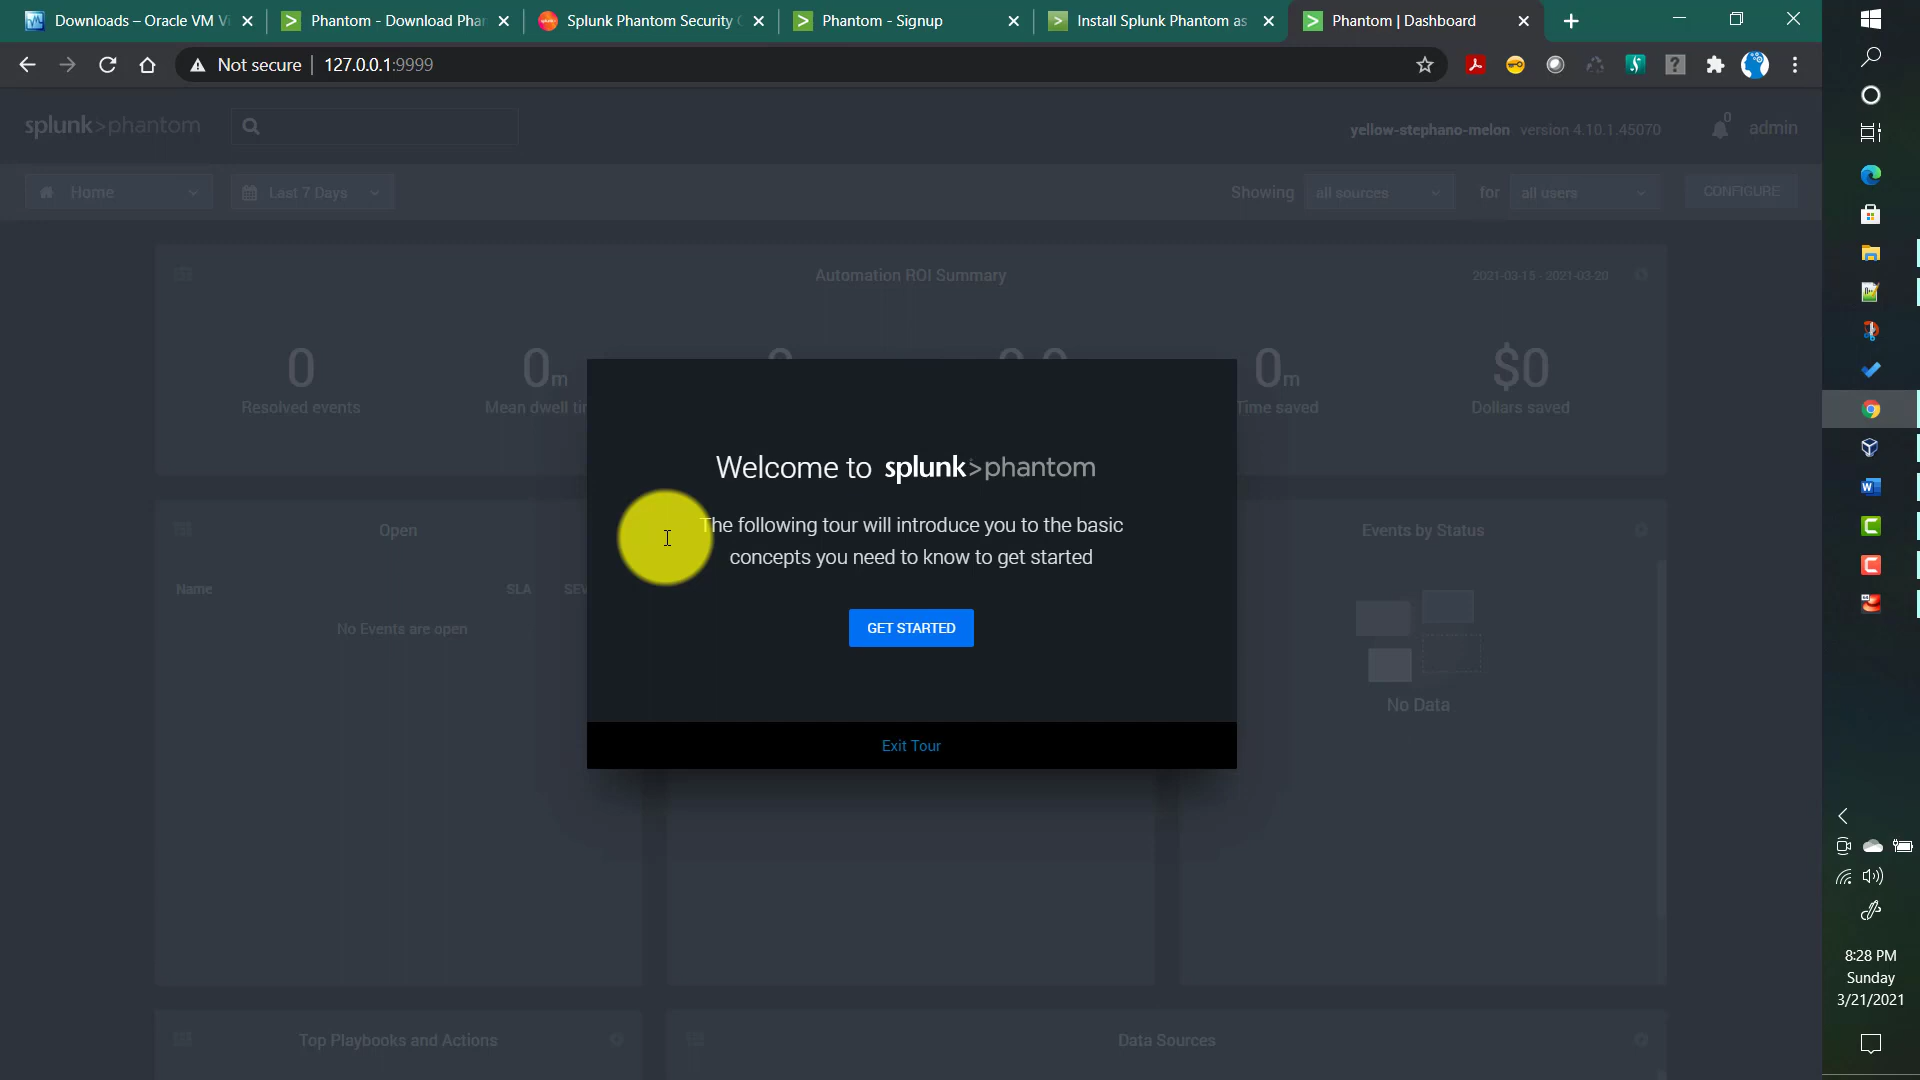 Downloads – Oracle VM Vi
Phantom - Download Phan
Splunk Phantom Security O
Phantom - Signup
Install Splunk Phantom as
Phantom | Dashboard
Not secure
127.0.0.1:9999
splunk>phantom
yellow-stephano-melon version 4.10.1.45070
0
admin
Home
Last 7 Days
Showing
all sources
for
all users
CONFIGURE
Automation ROI Summary
2021-03-15 - 2021-03-20
0
0m
0m
$0
Resolved events
Mean dwell tim
Time saved
Dollars saved
Welcome to splunk>phantom
The following tour will introduce you to the basic
concepts you need to know to get started
GET STARTED
Exit Tour
Open
Name
SLA
SEV
No Events are open
Events by Status
No Data
Top Playbooks and Actions
Data Sources
8:28 PM
Sunday
3/21/2021